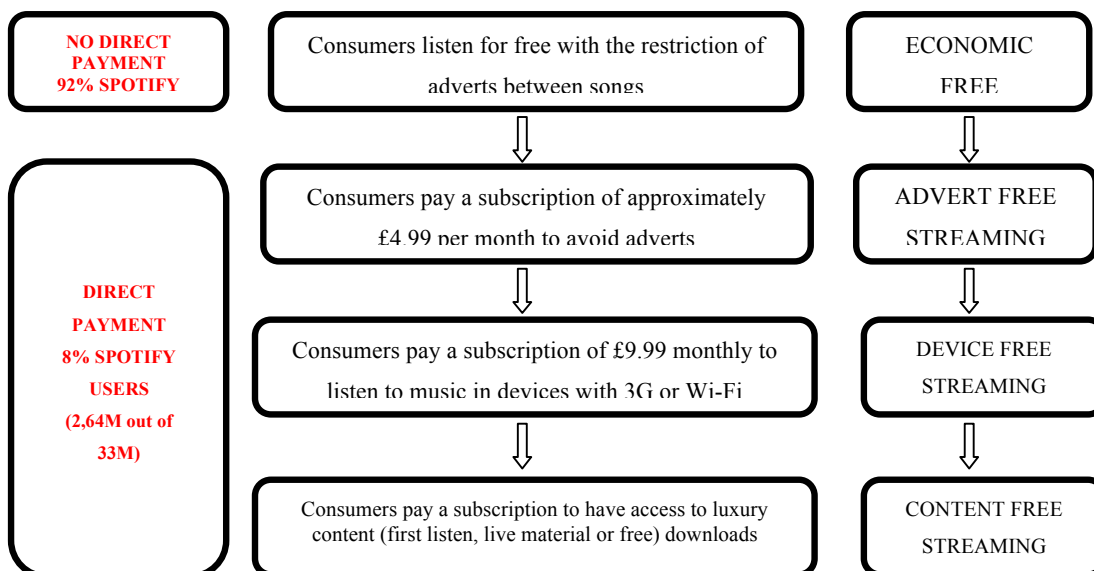 NO DIRECT
PAYMENT
92% SPOTIFY
Consumers listen for free with the restriction of
adverts between songs
ECONOMIC
FREE
DIRECT
PAYMENT
8% SPOTIFY
USERS
(2,64M out of
33M)
Consumers pay a subscription of approximately
£4.99 per month to avoid adverts
ADVERT FREE
STREAMING
Consumers pay a subscription of £9.99 monthly to
listen to music in devices with 3G or Wi-Fi
DEVICE FREE
STREAMING
Consumers pay a subscription to have access to luxury
content (first listen, live material or free) downloads
CONTENT FREE
STREAMING